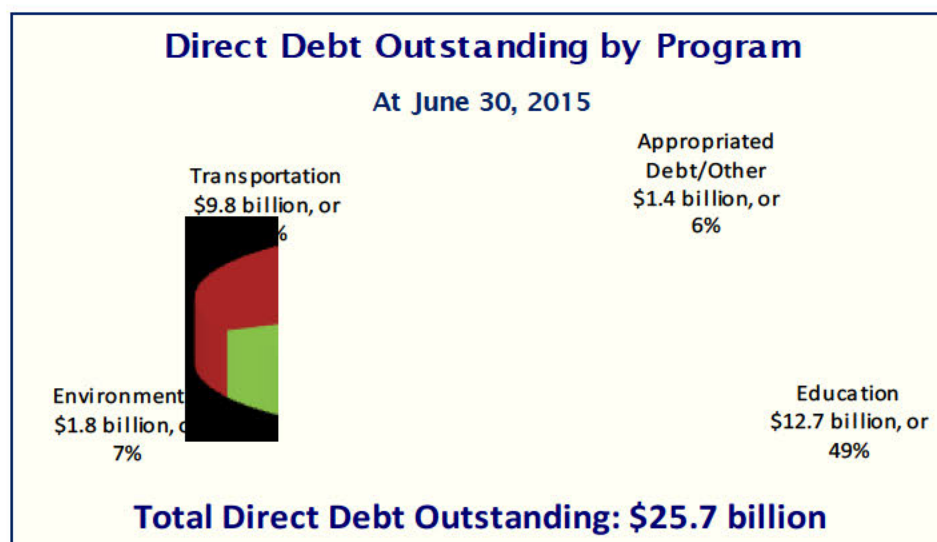 Direct Debt Outstanding by Program
At June 30, 2015
Transportation
$9.8 billion, or
%
Appropriated
Debt/Other
$1.4 billion, or
6%
Environment
$1.8 billion,
7%
Education
$12.7 billion, or
49%
Total Direct Debt Outstanding: $25.7 billion